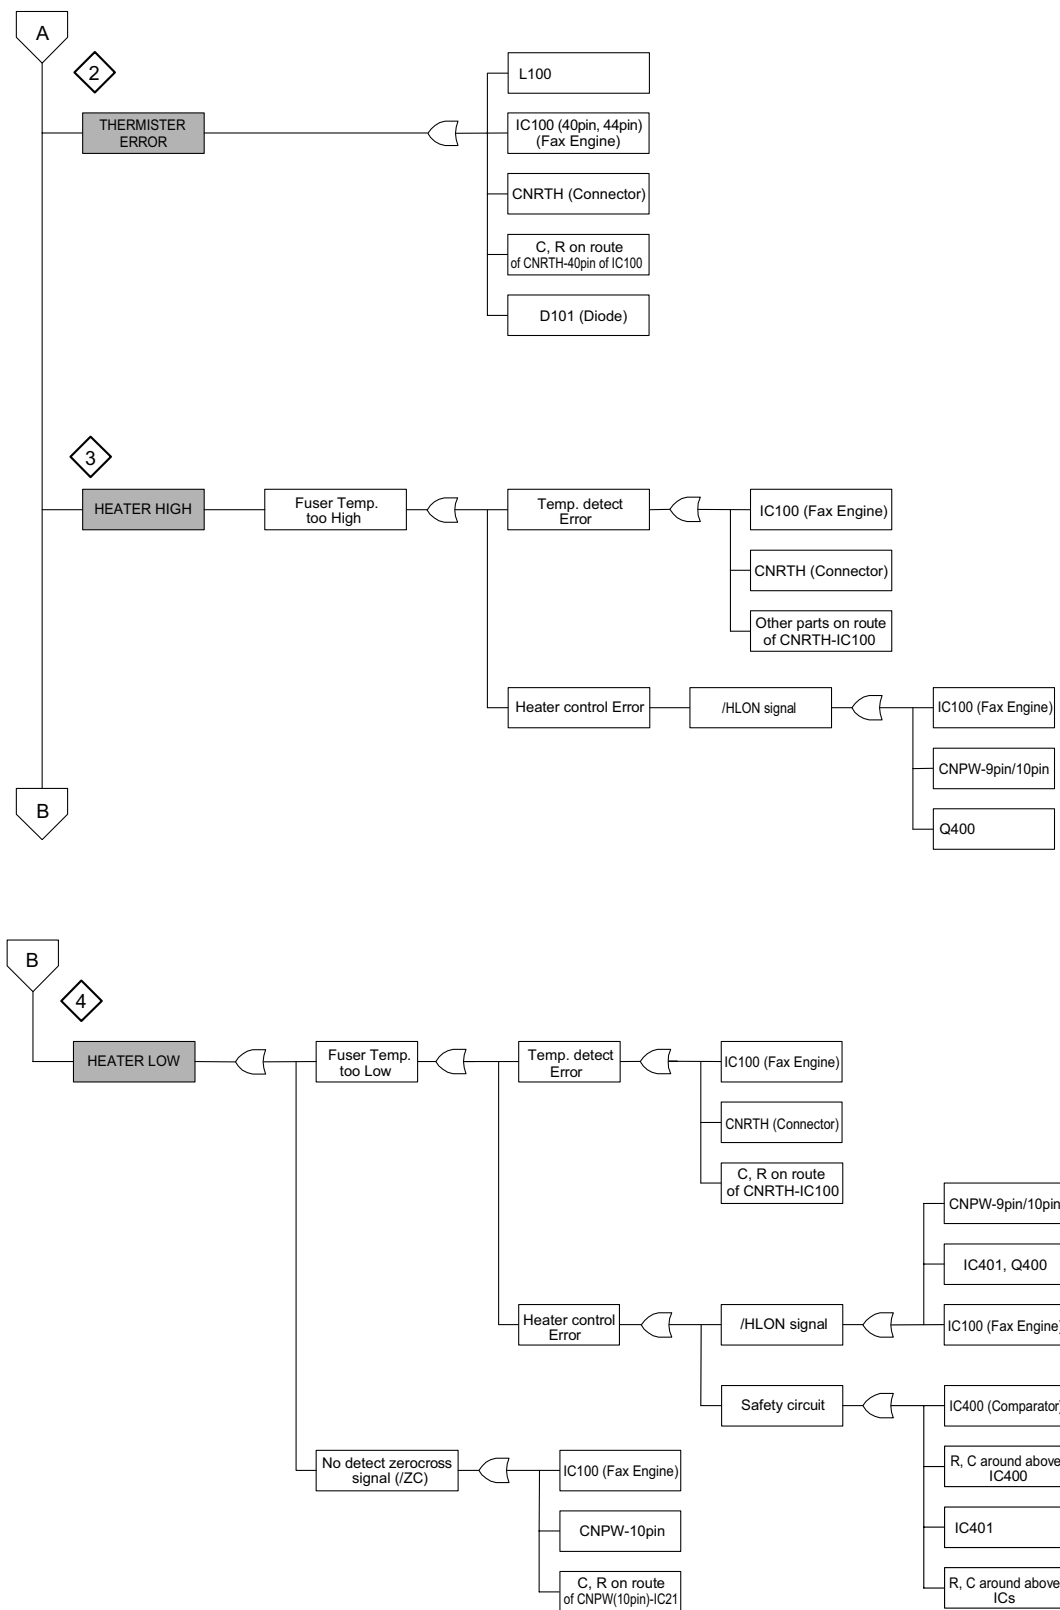 A
2
THERMISTER
ERROR
L100
IC100 (40pin, 44pin)
(Fax Engine)
CNRTH (Connector)
C, R on route
of CNRTH-40pin of IC100
D101 (Diode)
3
HEATER HIGH
Fuser Temp.
too High
Temp. detect
Error
IC100 (Fax Engine)
CNRTH (Connector)
Other parts on route
of CNRTH-IC100
Heater control Error
/HLON signal
IC100 (Fax Engine)
CNPW-9pin/10pin
Q400
B
B
4
HEATER LOW
Fuser Temp.
too Low
Temp. detect
Error
IC100 (Fax Engine)
CNRTH (Connector)
C, R on route
of CNRTH-IC100
Heater control
Error
/HLON signal
CNPW-9pin/10pin
IC401, Q400
IC100 (Fax Engine)
Safety circuit
IC400 (Comparator)
R, C around above
IC400
IC401
R, C around above
ICs
No detect zerocross
signal (/ZC)
IC100 (Fax Engine)
CNPW-10pin
C, R on route
of CNPW(10pin)-IC21